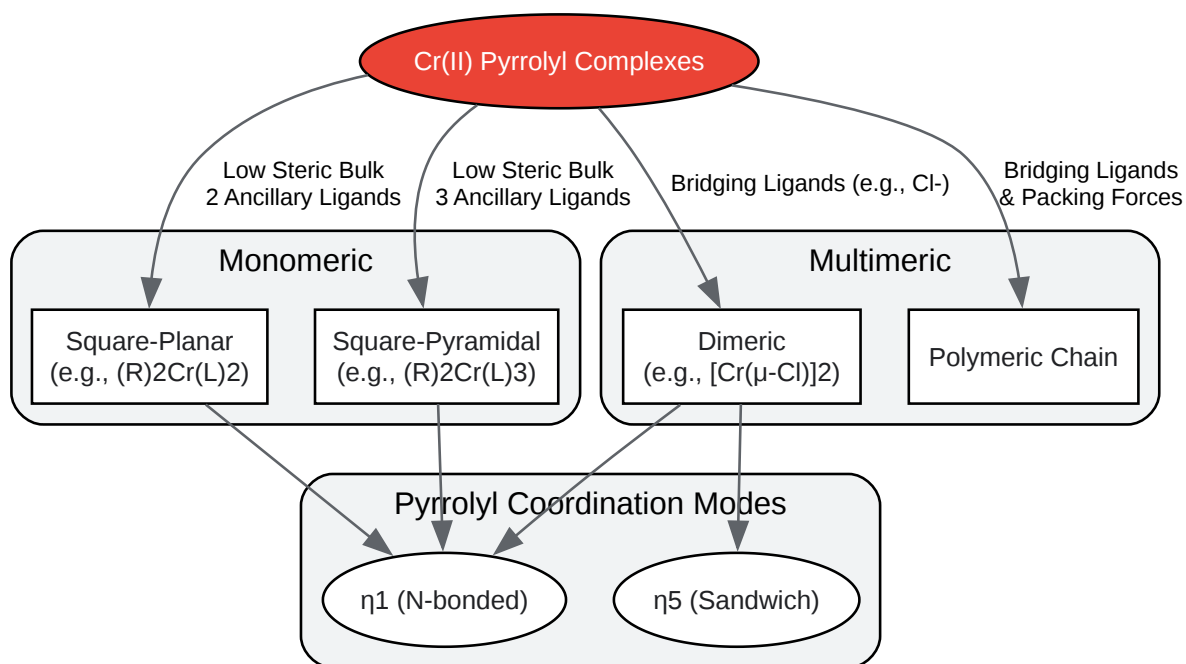 Cr(II) Pyrrolyl Complexes
Low Steric Bulk
2 Ancillary Ligands
Low Steric Bulk
3 Ancillary Ligands
Bridging Ligands (e.g., Cl-)
Bridging Ligands
& Packing Forces
Monomeric
Multimeric
Square-Planar
(e.g., (R)2Cr(L)2)
Square-Pyramidal
(e.g., (R)2Cr(L)3)
Dimeric
(e.g., [Cr(μ-Cl)]2)
Polymeric Chain
Pyrrolyl Coordination Modes
η1 (N-bonded)
η5 (Sandwich)